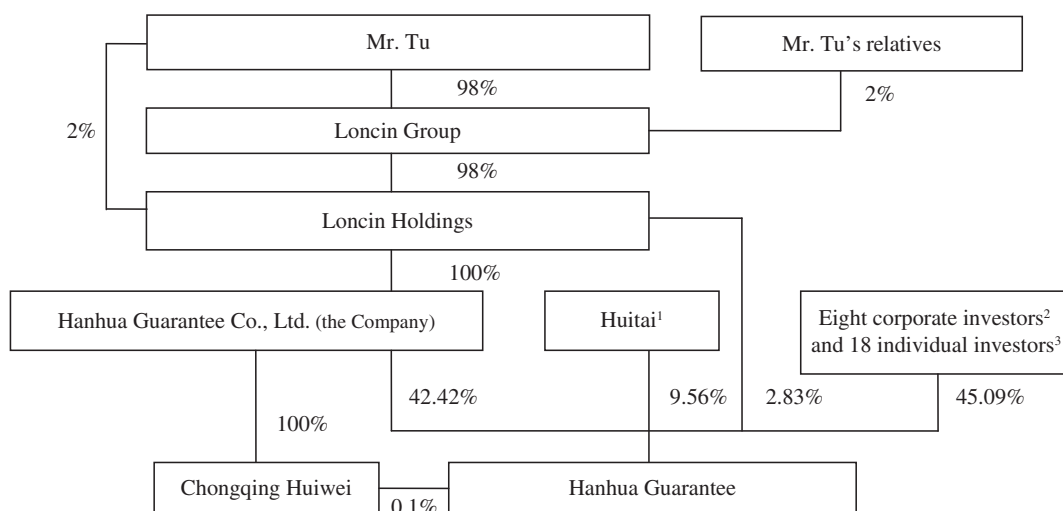 Mr. Tu
Mr. Tu’s relatives
98%
2%
2%
Loncin Group
98%
Loncin Holdings
100%
Hanhua Guarantee Co., Ltd. (the Company)
Huitai1
Eight corporate investors2
and 18 individual investors3
42.42%
9.56%
2.83%
45.09%
100%
Chongqing Huiwei
Hanhua Guarantee
0.1%